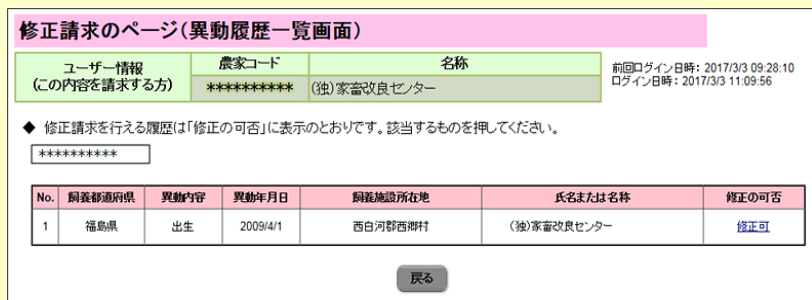 修正請求のページ(異動履歴一覧画面)
ユーザー情報
(この内容を請求する方)
農家コード 名称
********** (独)家畜改良センター
前回ログイン日時: 2017/3/3 09:28:10
ログイン日時: 2017/3/3 11:09:56
◆ 修正請求を行える履歴は「修正の可否」に表示のとおりです。該当するものを押してください。
**********
No. 飼養都道府県 異動内容 異動年月日 飼養施設所在地 氏名または名称 修正の可否
1 福島県 出生 2009/4/1 西白河郡西郷村 (独)家畜改良センター 修正可
戻る